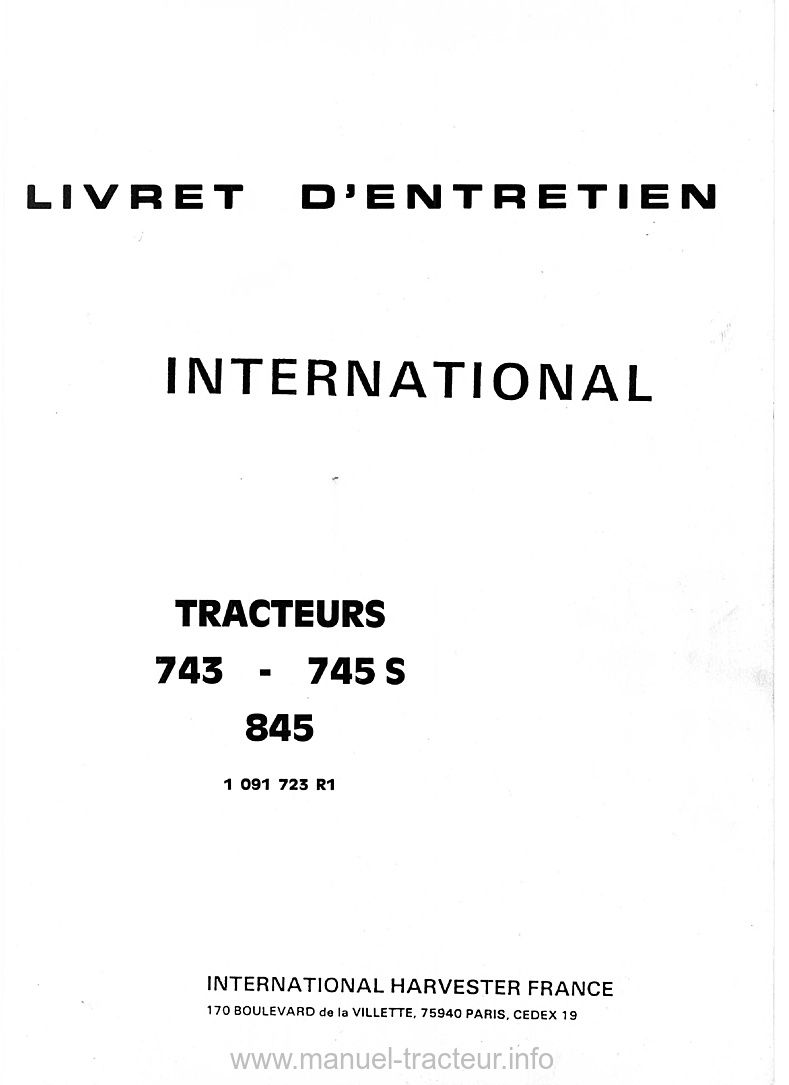 LIVRET D'ENTRETIEN
INTERNATIONAL
TRACTEURS
743 - 745 S
845
1 091 723 R1
INTERNATIONAL HARVESTER FRANCE
170 BOULEVARD de la VILLETTE, 75940 PARIS, CEDEX 19
www.manuel-tracteur.info